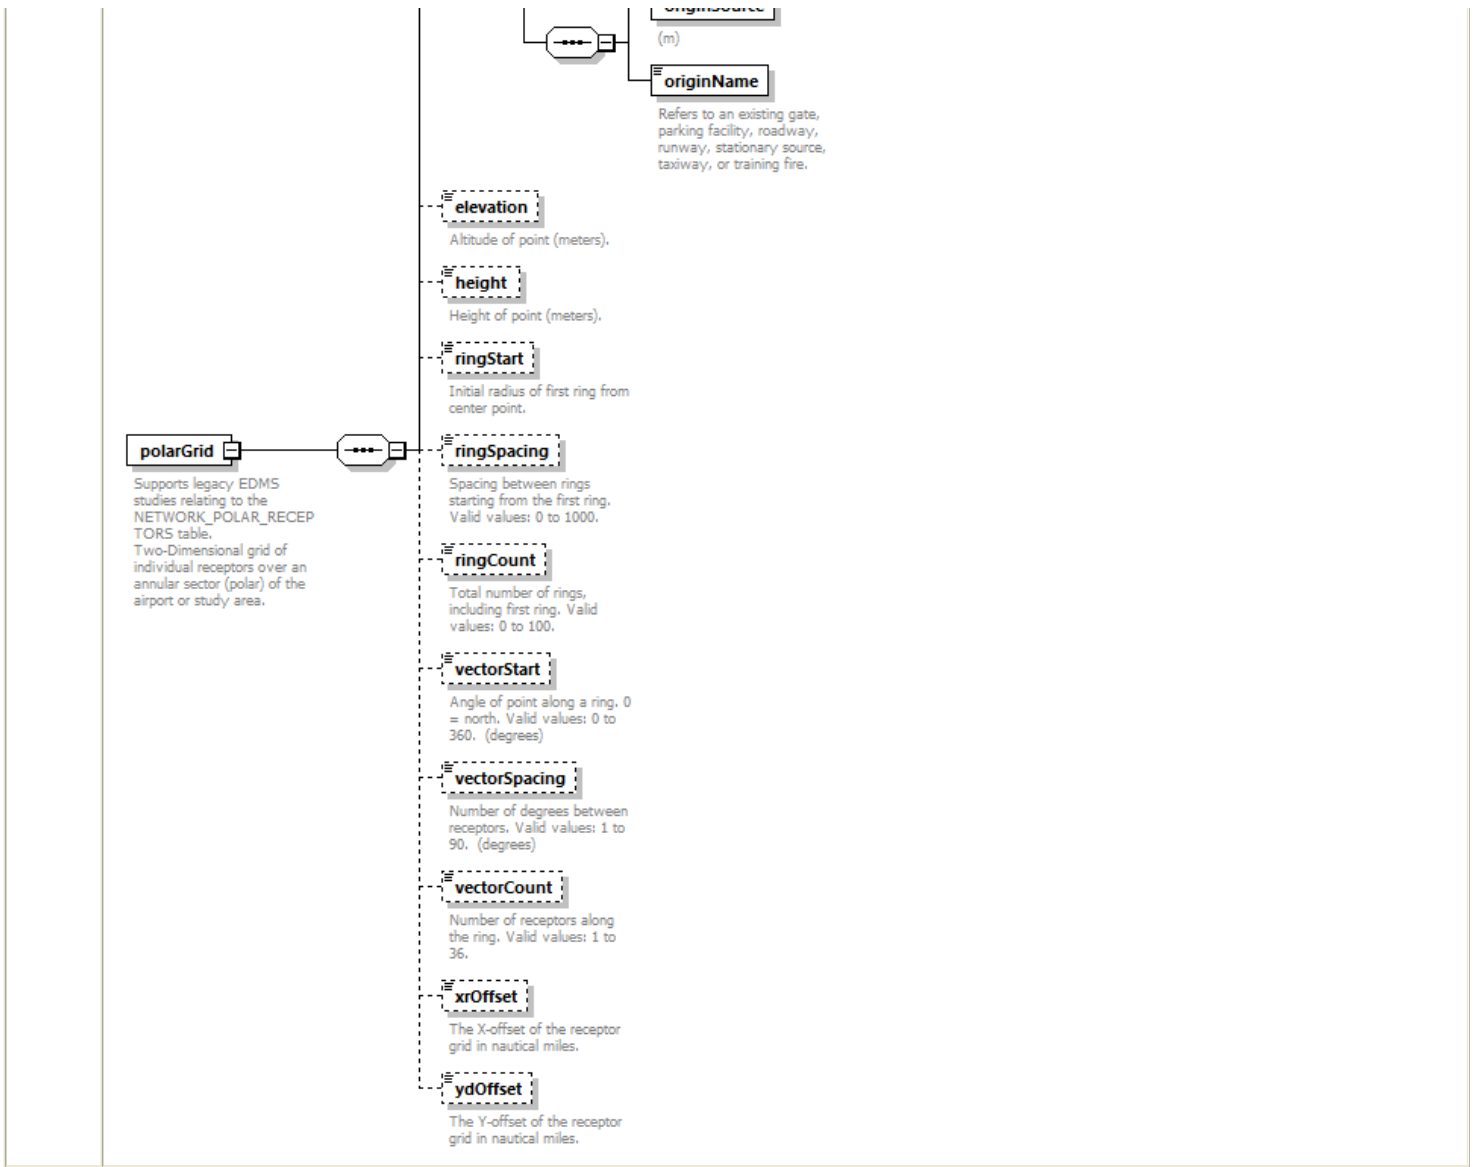 originSource
(m)
originName
Refers to an existing gate,
parking facility, roadway,
runway, stationary source,
taxiway, or training fire.
elevation
Altitude of point (meters).
height
Height of point (meters).
ringStart
Initial radius of first ring from
center point.
polarGrid
Supports legacy EDMS
studies relating to the
NETWORK_POLAR_RECEP
TORS table.
Two-Dimensional grid of
individual receptors over an
annular sector (polar) of the
airport or study area.
ringSpacing
Spacing between rings
starting from the first ring.
Valid values: 0 to 1000.
ringCount
Total number of rings,
including first ring. Valid
values: 0 to 100.
vectorStart
Angle of point along a ring. 0
= north. Valid values: 0 to
360.  (degrees)
vectorSpacing
Number of degrees between
receptors. Valid values: 1 to
90.  (degrees)
vectorCount
Number of receptors along
the ring. Valid values: 1 to
36.
xrOffset
The X-offset of the receptor
grid in nautical miles.
ydOffset
The Y-offset of the receptor
grid in nautical miles.